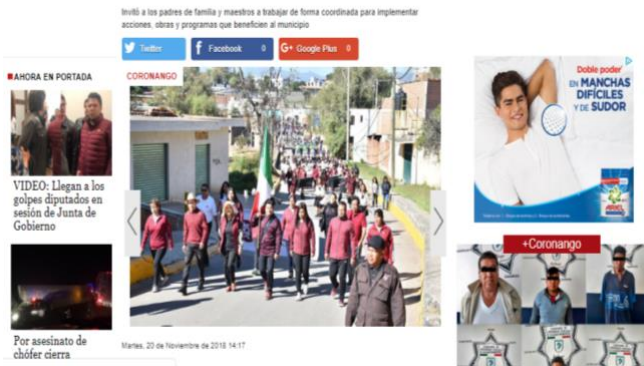 Invitó a los padres de familia y maestros a trabajar de forma coordinada para implementar
acciones, obras y programas que beneficien al municipio
Twitter
Facebook 0
G+ Google Plus 0
AHORA EN PORTADA
VIDEO: Llegan a los
golpes diputados en
sesión de Junta de
Gobierno
Por asesinato de
chófer cierra
CORONANGO
Martes, 20 de Noviembre de 2018 14:17
Doble poder
EN MANCHAS
DIFÍCILES
Y DE SUDOR
+Coronango